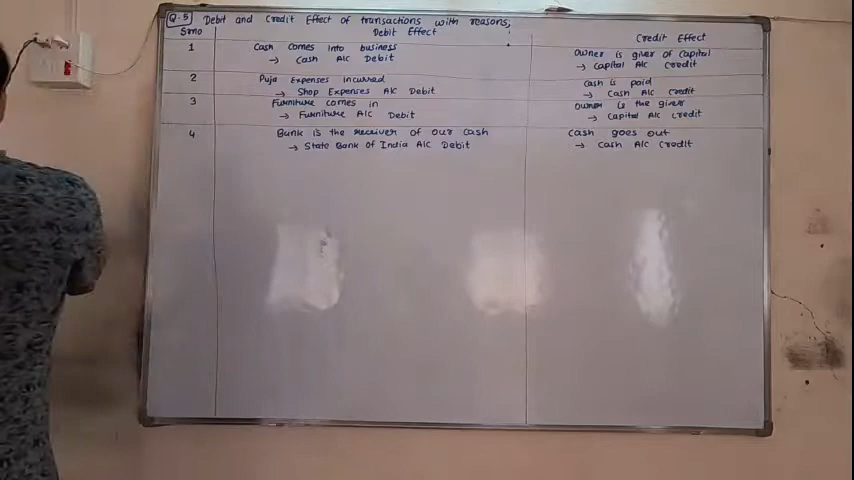 Q.5 Debit and Credit Effect of transactions with reasons;
Srno Debit Effect Credit Effect
1 Cash comes into business Owner is giver of Capital
→ Cash A/c Debit → Capital A/c Credit
2 Puja Expenses incurred Cash is paid
→ Shop Expenses A/c Debit → Cash A/c Credit
3 Furniture comes in Owner is the giver
→ Furniture A/c Debit → Capital A/c Credit
4 Bank is the receiver of our cash Cash goes out
→ State Bank of India A/c Debit → Cash A/c Credit